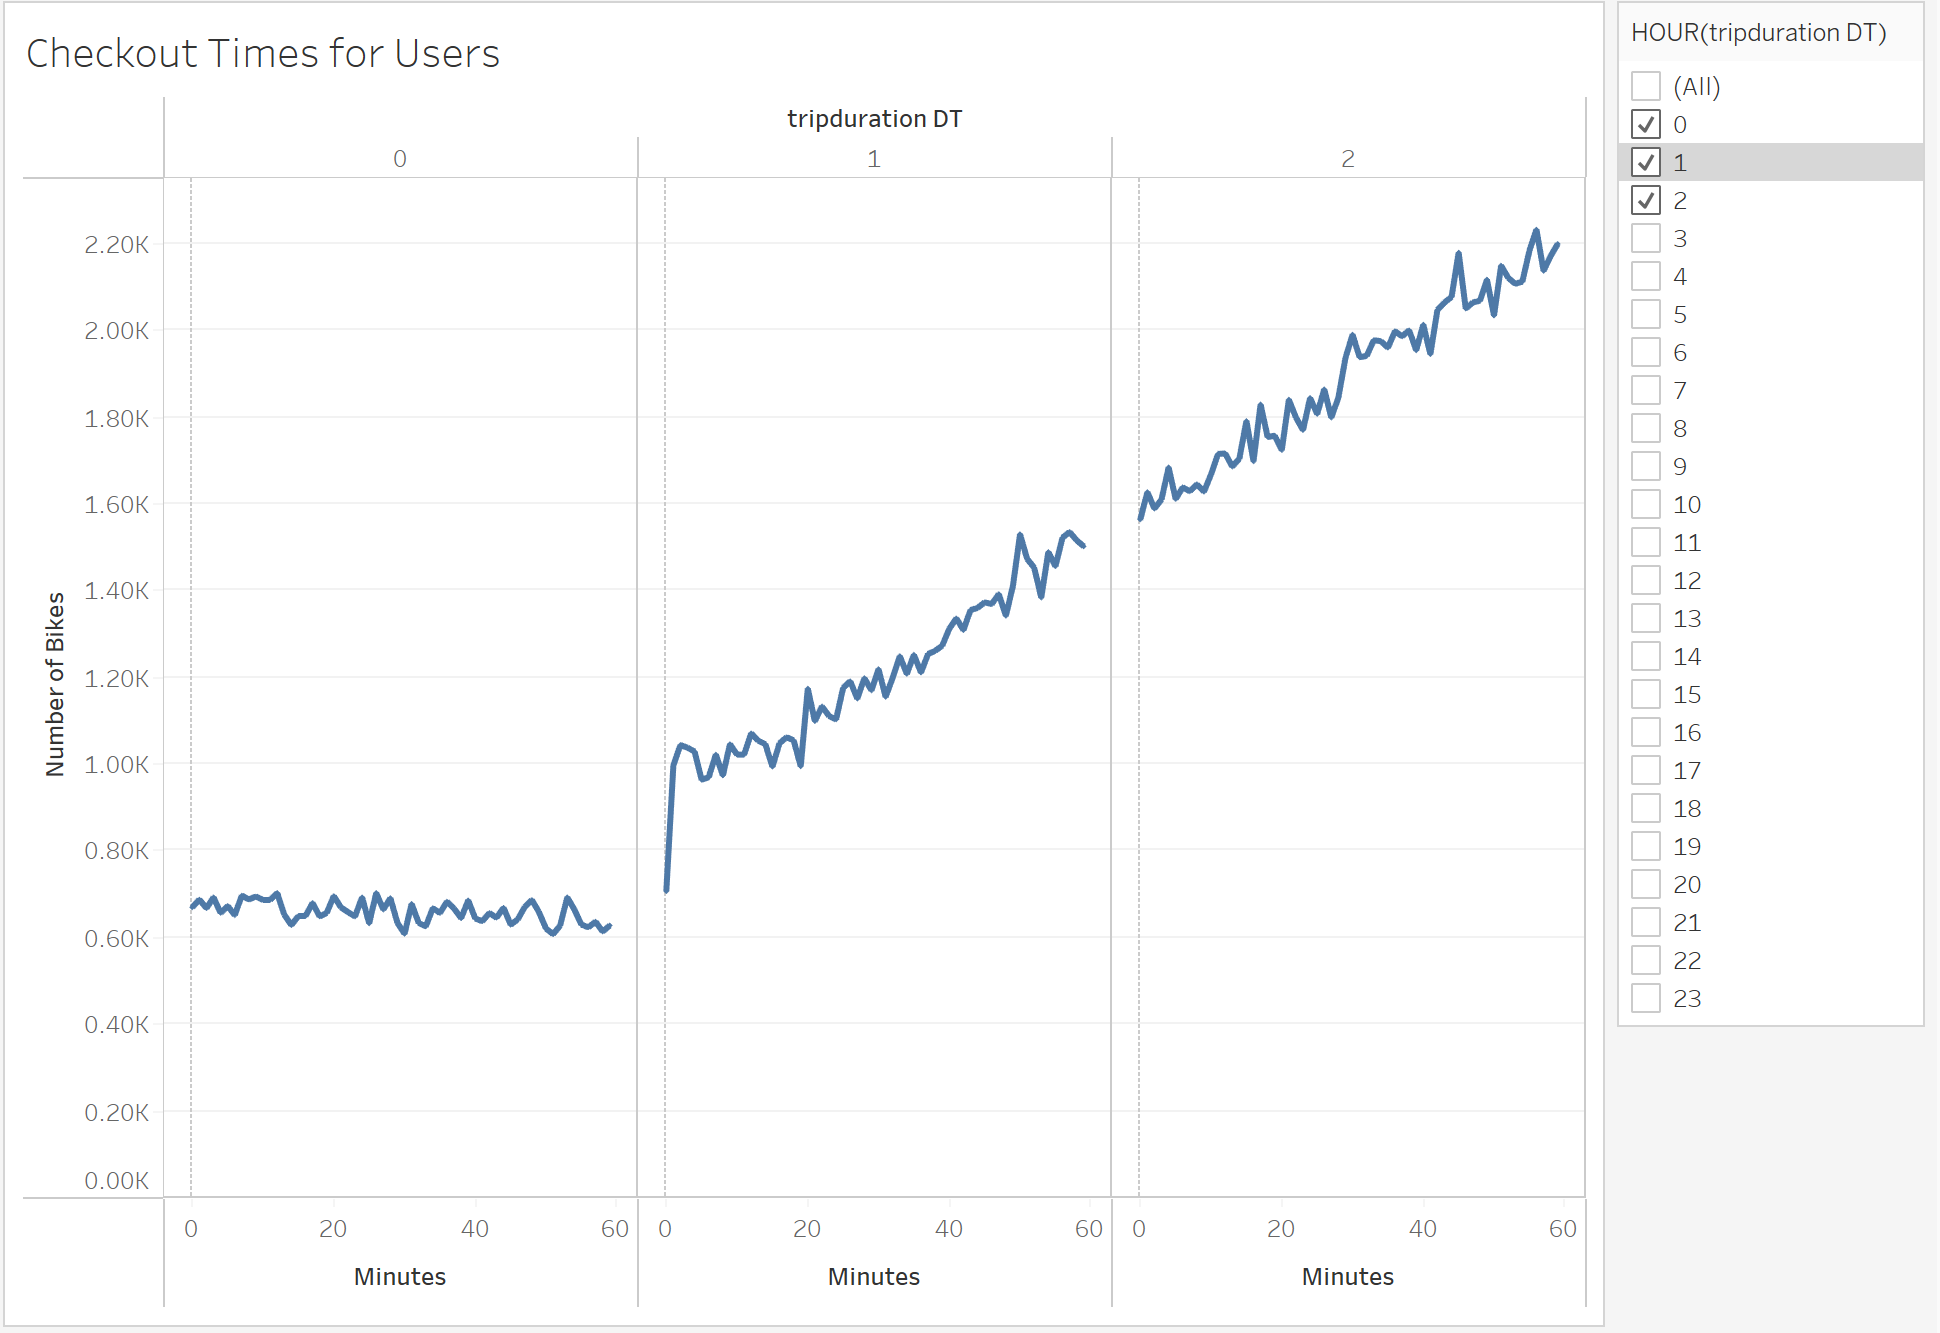 Checkout Times for Users
tripduration DT
0 1 2
2.20K
2.00K
1.80K
1.60K
1.40K
1.20K
1.00K
0.80K
0.60K
0.40K
0.20K
0.00K
Number of Bikes
0 20 40 60 0 20 40 60 0 20 40 60
Minutes Minutes Minutes
HOUR(tripduration DT)
(All)
0
1
2
3
4
5
6
7
8
9
10
11
12
13
14
15
16
17
18
19
20
21
22
23